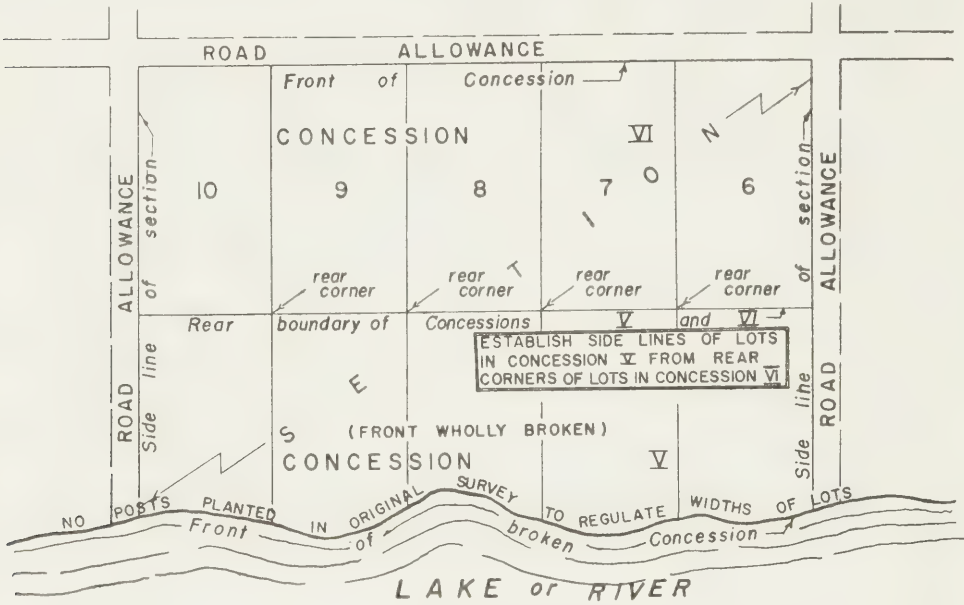 ROAD ALLOWANCE
Front of Concession
CONCESSION VI
10 9 8 7 6
ROAD ALLOWANCE
Side line of section
SECTION
Side line of section
ROAD ALLOWANCE
rear corner
rear corner
rear corner
rear corner
Rear boundary of Concessions V and VI
ESTABLISH SIDE LINES OF LOTS
IN CONCESSION V FROM REAR
CORNERS OF LOTS IN CONCESSION VI
(FRONT WHOLLY BROKEN)
CONCESSION V
NO POSTS PLANTED IN ORIGINAL SURVEY TO REGULATE WIDTHS OF LOTS
Front of broken Concession
LAKE or RIVER